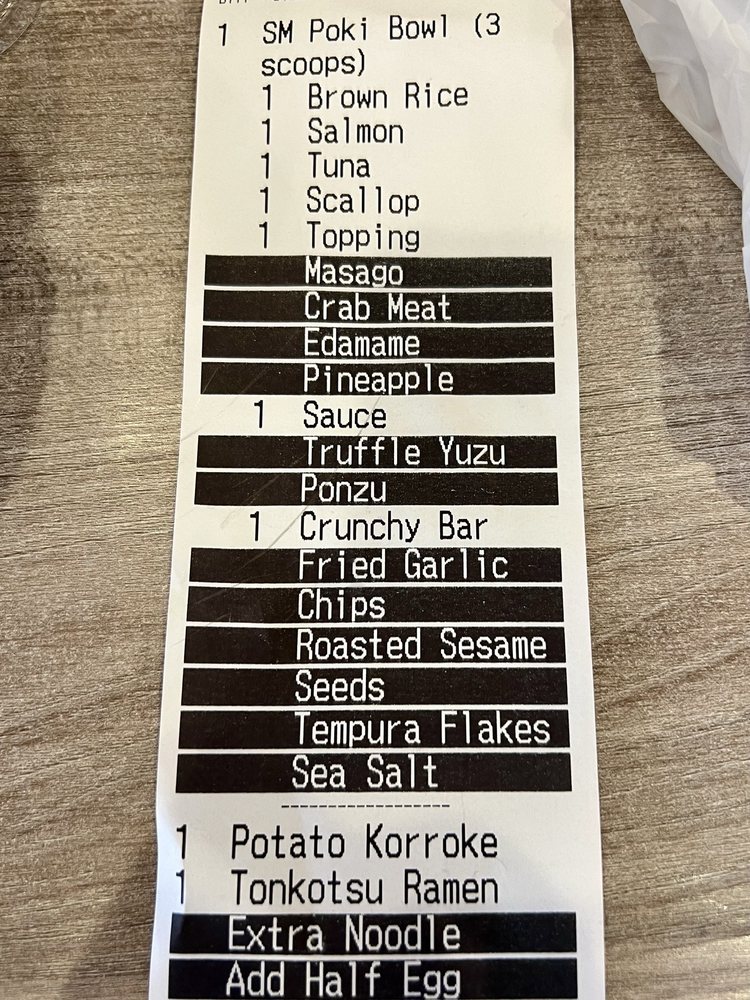 1 SM Poki Bowl (3
scoops)
1 Brown Rice
1 Salmon
1 Tuna
1 Scallop
1 Topping
Masago
Crab Meat
Edamame
Pineapple
1 Sauce
Truffle Yuzu
Ponzu
1 Crunchy Bar
Fried Garlic
Chips
Roasted Sesame
Seeds
Tempura Flakes
Sea Salt
----------------
1 Potato Korroke
1 Tonkotsu Ramen
Extra Noodle
Add Half Egg